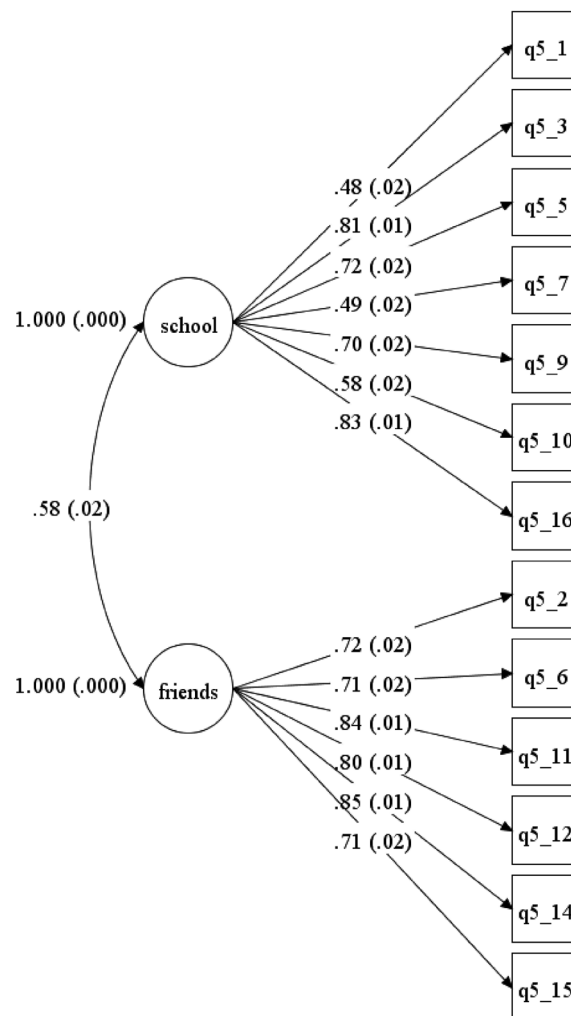 q5_1
q5_3
.48 (.02)
.81 (.01)
q5_5
.72 (.02)
q5_7
.49 (.02)
1.000 (.000)
school
.70 (.02)
q5_9
.58 (.02)
.83 (.01)
q5_10
.58 (.02)
q5_16
q5_2
.72 (.02)
q5_6
.71 (.02)
1.000 (.000)
friends
.84 (.01)
q5_11
.80 (.01)
.85 (.01)
q5_12
.71 (.02)
q5_14
q5_15